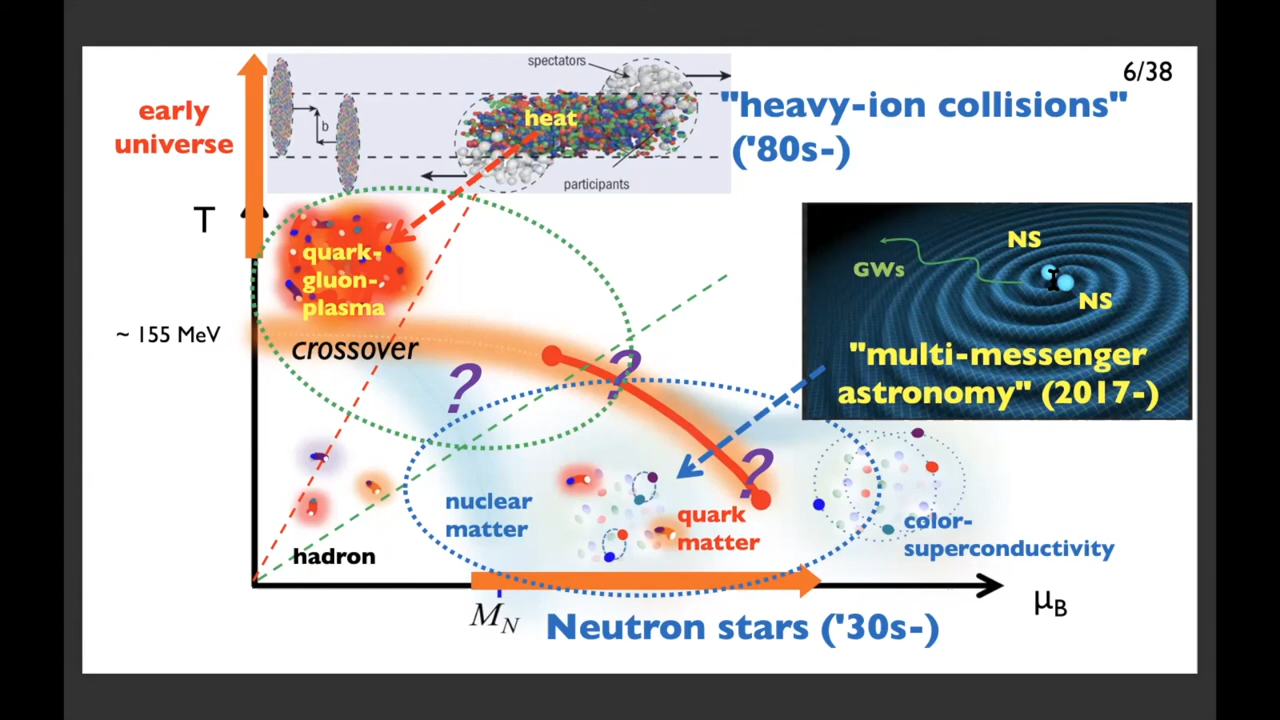 6/38
spectators
early
universe
b
heat
participants
"heavy-ion collisions"
('80s-)
T
quark-
gluon-
plasma
~ 155 MeV
crossover
?
?
?
NS
GWs
NS
"multi-messenger
astronomy" (2017-)
nuclear
matter
quark
matter
color-
superconductivity
hadron
M_N
μB
Neutron stars ('30s-)